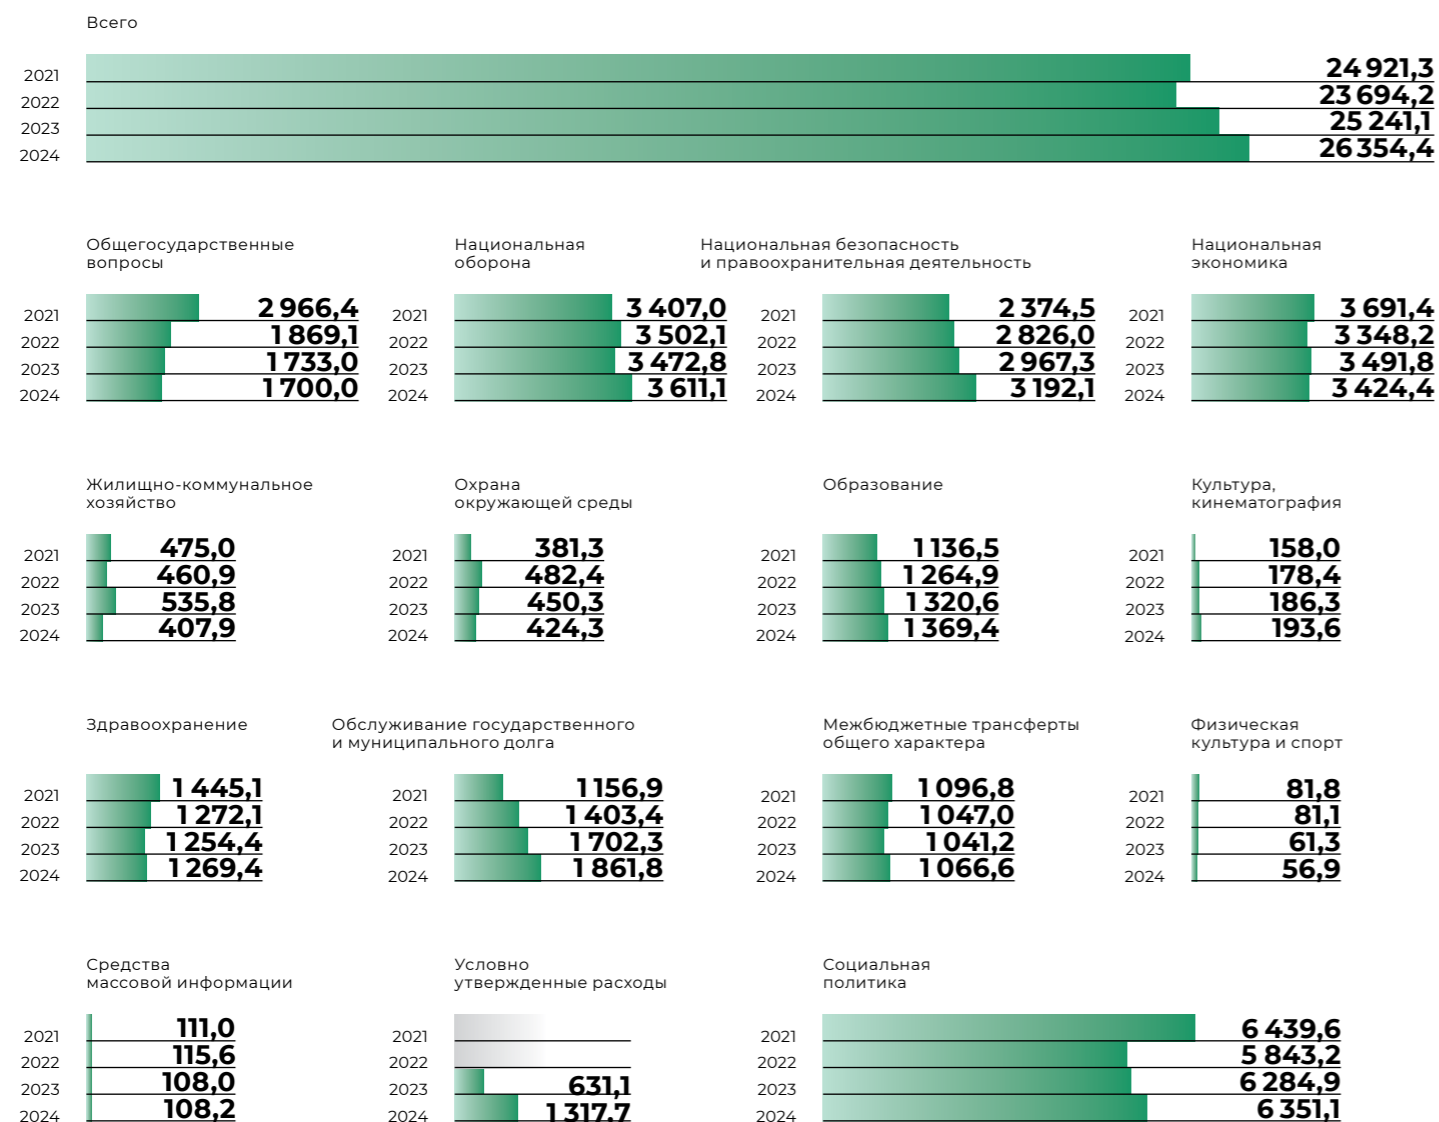 Всего
2021 24 921,3
2022 23 694,2
2023 25 241,1
2024 26 354,4
Общегосударственные
вопросы
2021 2 966,4
2022 1 869,1
2023 1 733,0
2024 1 700,0
Национальная
оборона
2021 3 407,0
2022 3 502,1
2023 3 472,8
2024 3 611,1
Национальная безопасность
и правоохранительная деятельность
2021 2 374,5
2022 2 826,0
2023 2 967,3
2024 3 192,1
Национальная
экономика
2021 3 691,4
2022 3 348,2
2023 3 491,8
2024 3 424,4
Жилищно-коммунальное
хозяйство
2021 475,0
2022 460,9
2023 535,8
2024 407,9
Охрана
окружающей среды
2021 381,3
2022 482,4
2023 450,3
2024 424,3
Образование
2021 1 136,5
2022 1 264,9
2023 1 320,6
2024 1 369,4
Культура,
кинематография
2021 158,0
2022 178,4
2023 186,3
2024 193,6
Здравоохранение
2021 1 445,1
2022 1 272,1
2023 1 254,4
2024 1 269,4
Обслуживание государственного
и муниципального долга
2021 1 156,9
2022 1 403,4
2023 1 702,3
2024 1 861,8
Межбюджетные трансферты
общего характера
2021 1 096,8
2022 1 047,0
2023 1 041,2
2024 1 066,6
Физическая
культура и спорт
2021 81,8
2022 81,1
2023 61,3
2024 56,9
Средства
массовой информации
2021 111,0
2022 115,6
2023 108,0
2024 108,2
Условно
утвержденные расходы
2021
2022
2023 631,1
2024 1 317,7
Социальная
политика
2021 6 439,6
2022 5 843,2
2023 6 284,9
2024 6 351,1